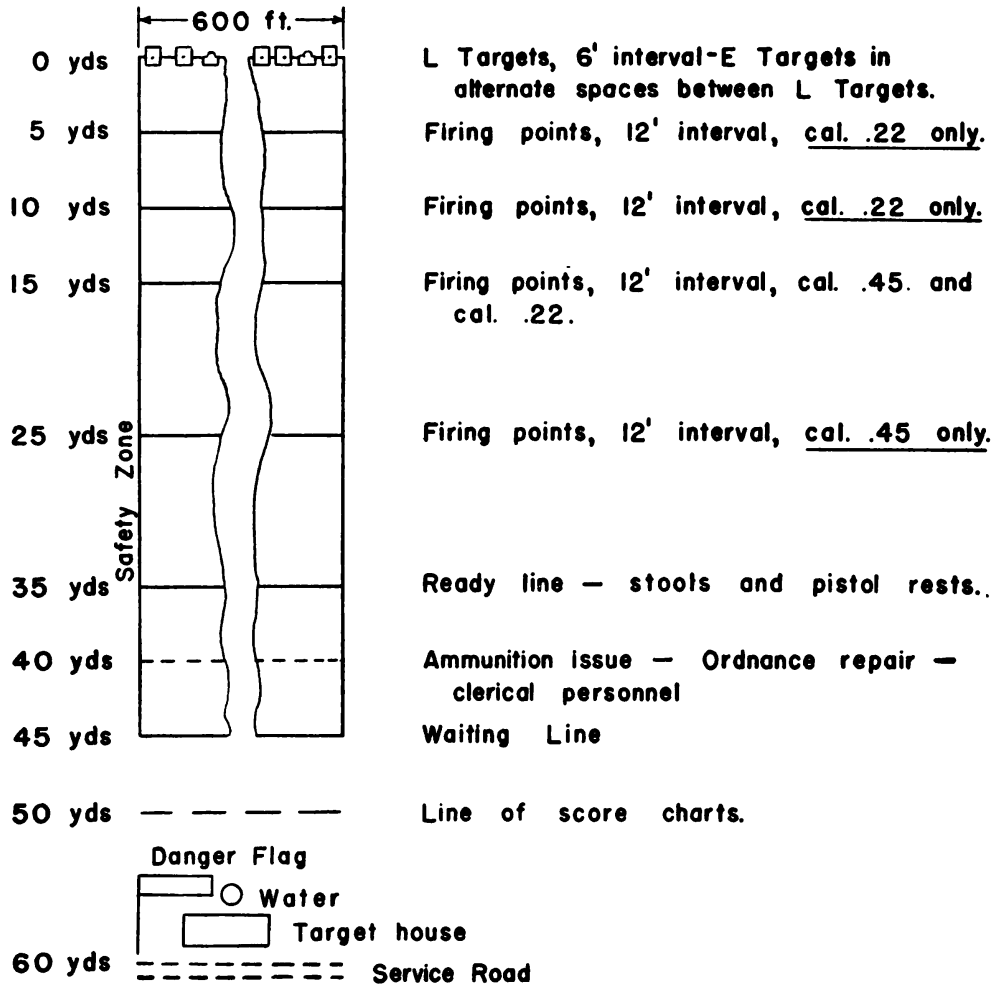 600 ft.
0 yds L Targets, 6' interval-E Targets in
alternate spaces between L Targets.
5 yds Firing points, 12' interval, cal. .22 only.
10 yds Firing points, 12' interval, cal. .22 only.
15 yds Firing points, 12' interval, cal. .45. and
cal. .22.
25 yds Firing points, 12' interval, cal. .45 only.
Safety Zone
35 yds Ready line — stools and pistol rests..
40 yds Ammunition issue — Ordnance repair —
clerical personnel
45 yds Waiting Line
50 yds Line of score charts.
Danger Flag
Water
Target house
60 yds Service Road